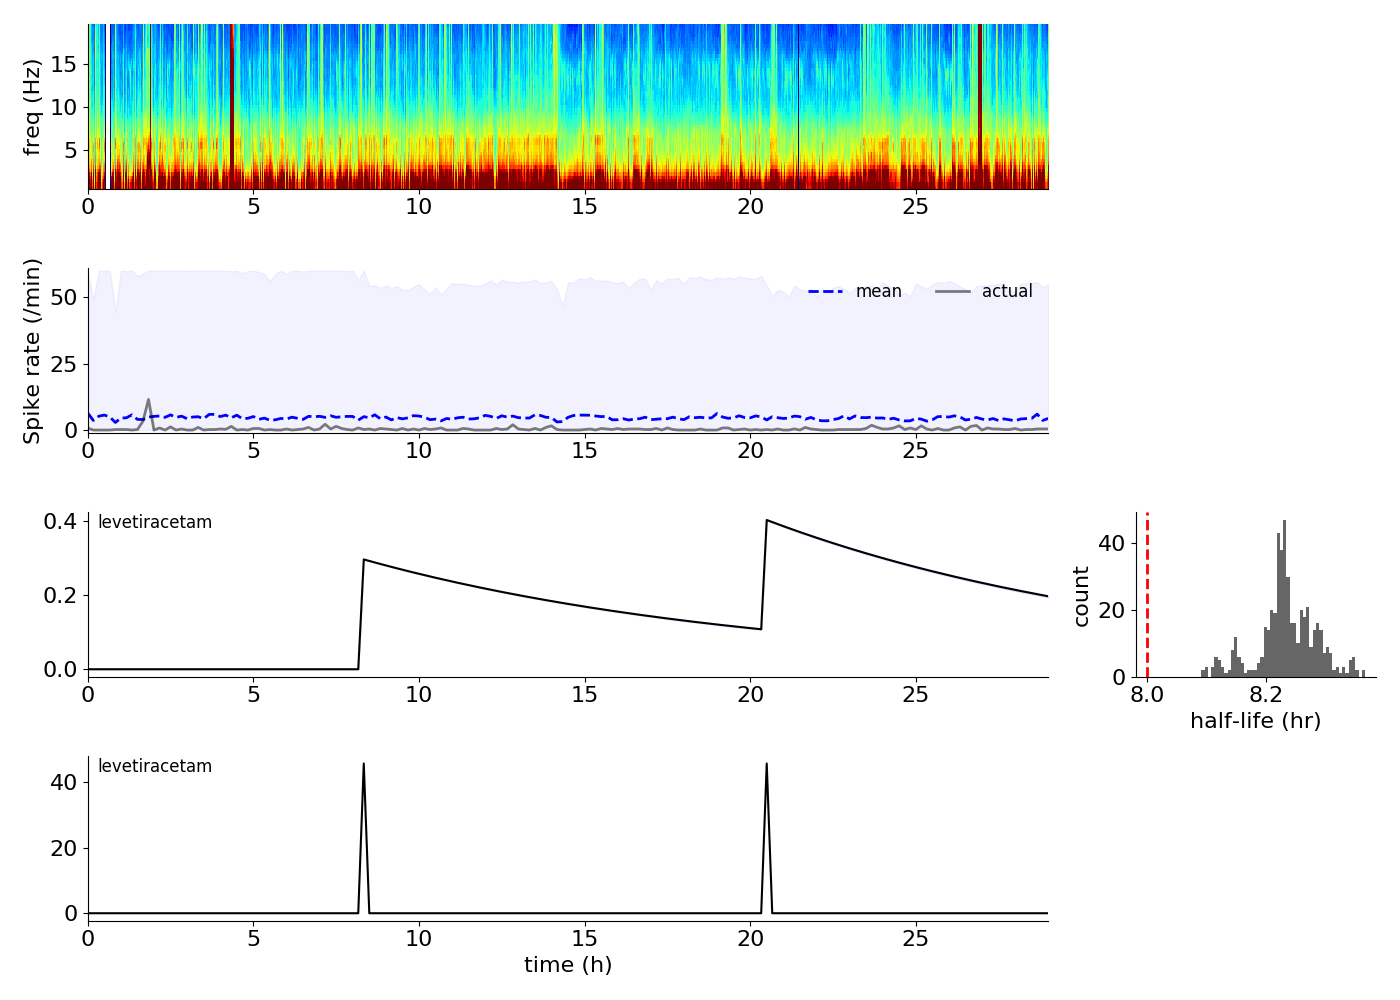 freq (Hz)
15
10
5
0 5 10 15 20 25
Spike rate (/min)
50
25
0
mean actual
0 5 10 15 20 25
levetiracetam
0.4
0.2
0.0
0 5 10 15 20 25
count
40
20
0
8.0 8.2
half-life (hr)
levetiracetam
40
20
0
0 5 10 15 20 25
time (h)